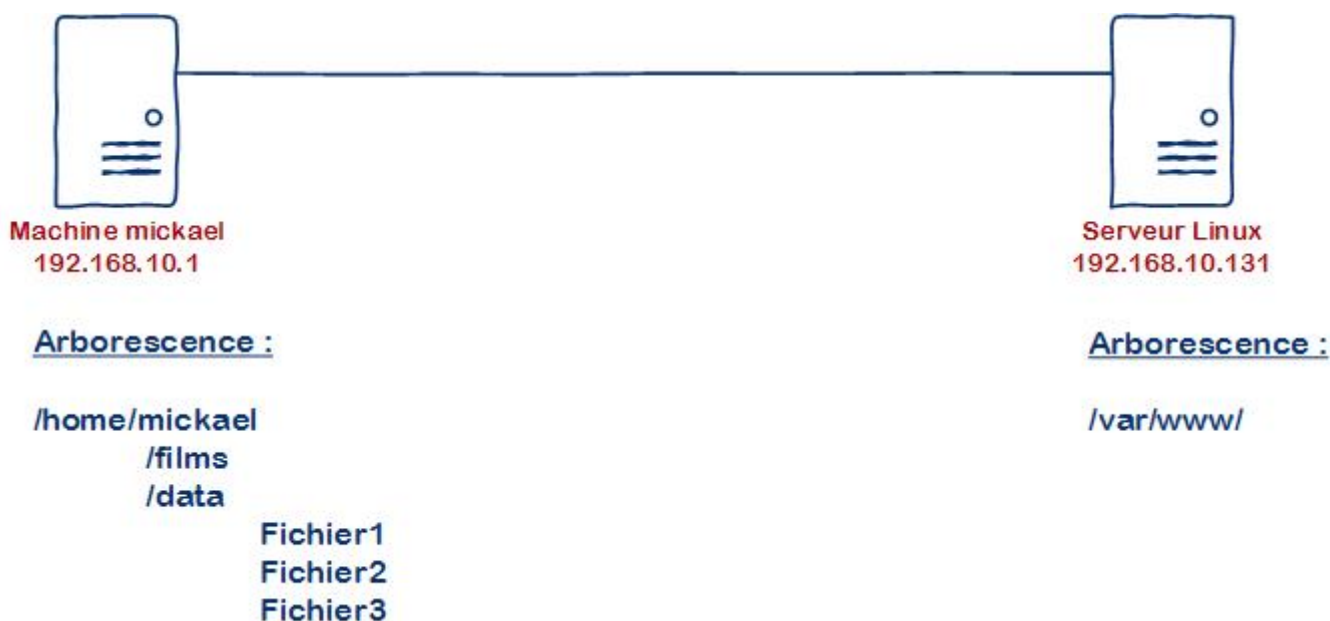 Machine mickael
192.168.10.1
Arborescence :
/home/mickael
/films
/data
Fichier1
Fichier2
Fichier3
Serveur Linux
192.168.10.131
Arborescence :
/var/www/